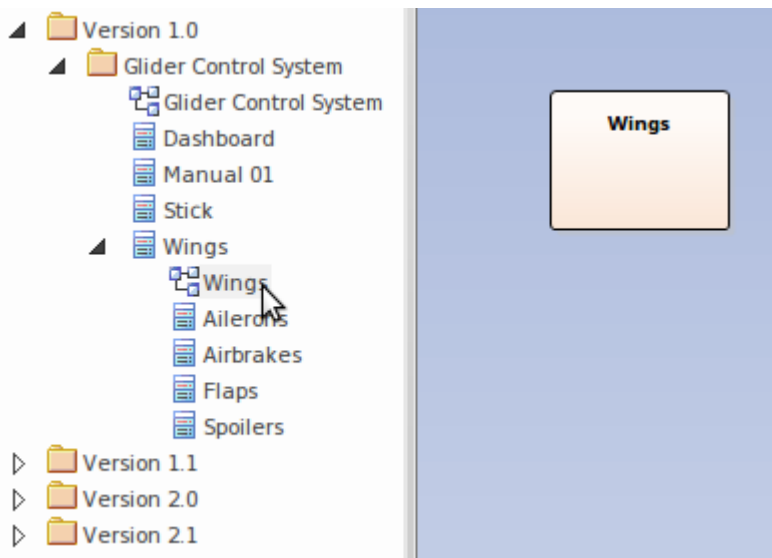 Version 1.0
Glider Control System
Glider Control System
Dashboard
Manual 01
Stick
Wings
Wings
Ailerons
Airbrakes
Flaps
Spoilers
Version 1.1
Version 2.0
Version 2.1
Wings